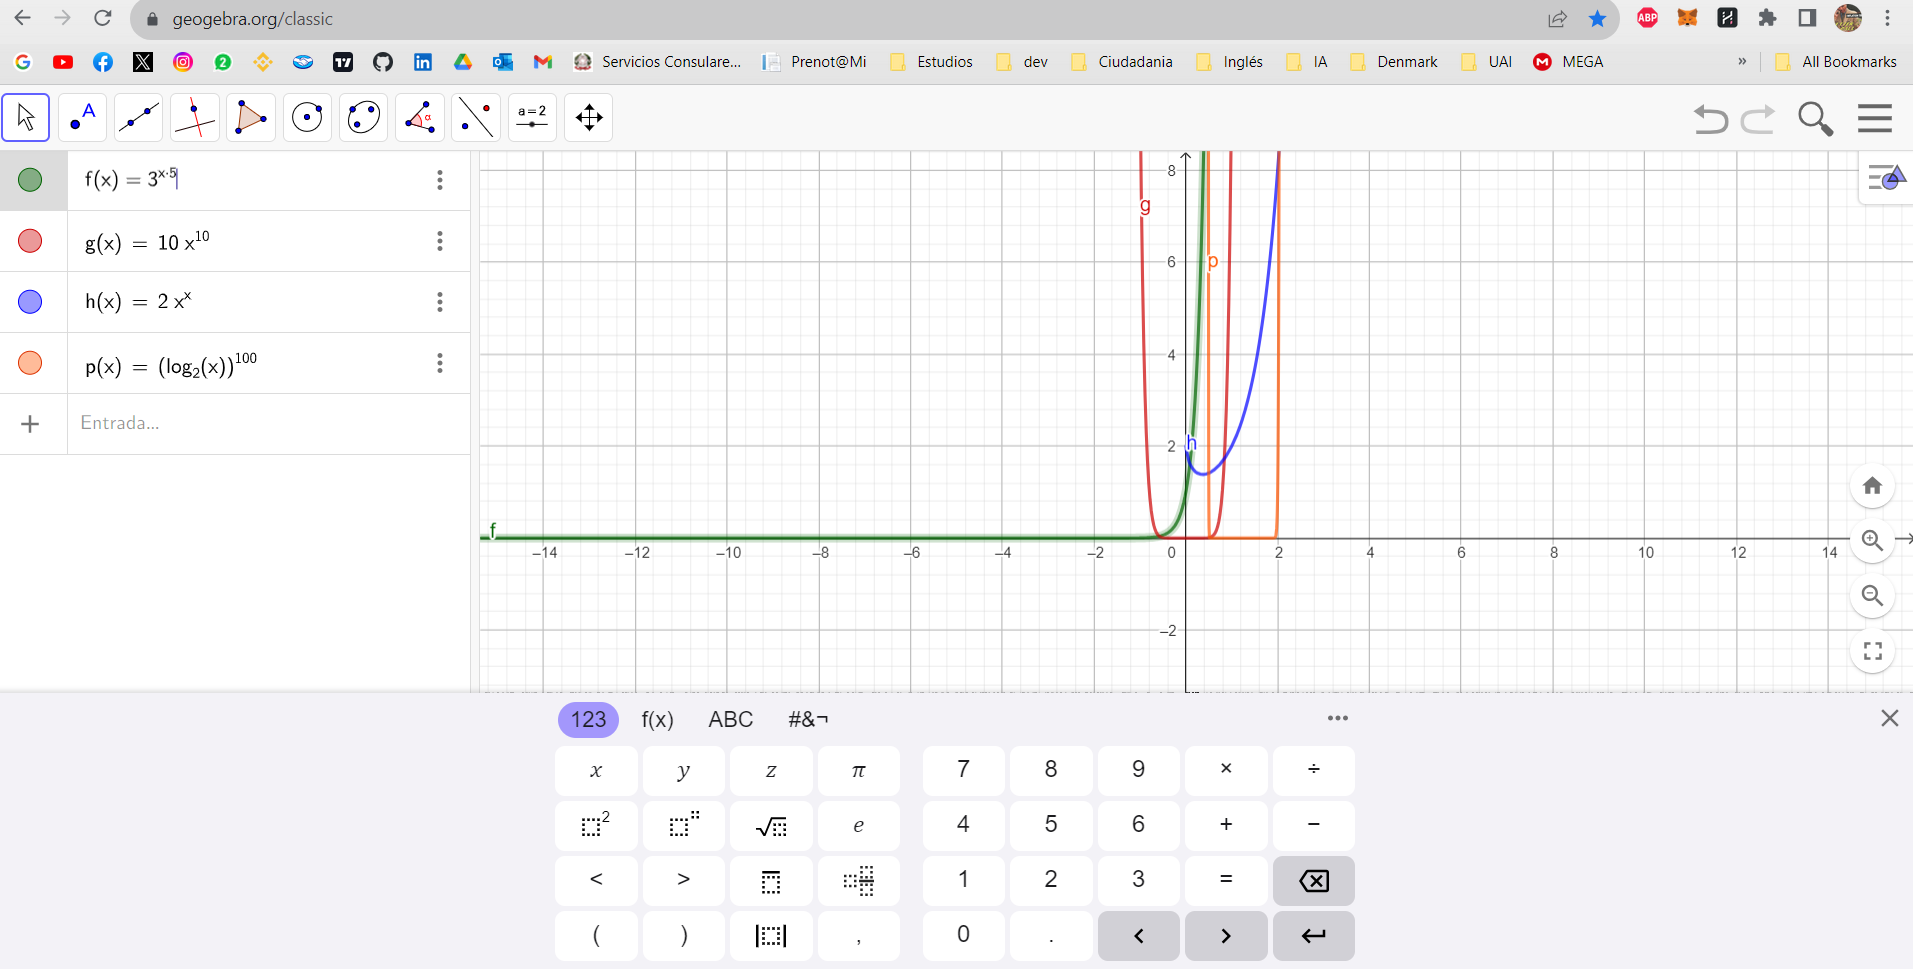 geogebra.org/classic
ABP
Servicios Consulare...
Prenot@Mi
Estudios
dev
Ciudadania
Inglés
IA
Denmark
UAI
MEGA
»
All Bookmarks
A
α
a=2
f(x) = 3^{x·5}
g(x) = 10 x^{10}
h(x) = 2 x^x
p(x) = (log₂(x))^{100}
+ Entrada...
8
g
6
p
4
2
h
f
–14 –12 –10 –8 –6 –4 –2 0 2 4 6 8 10 12 14
–2
123 f(x) ABC #&¬
x y z π 7 8 9 × ÷
2 √ e 4 5 6 + −
< > 1 2 3 =
( ) , 0 . < >